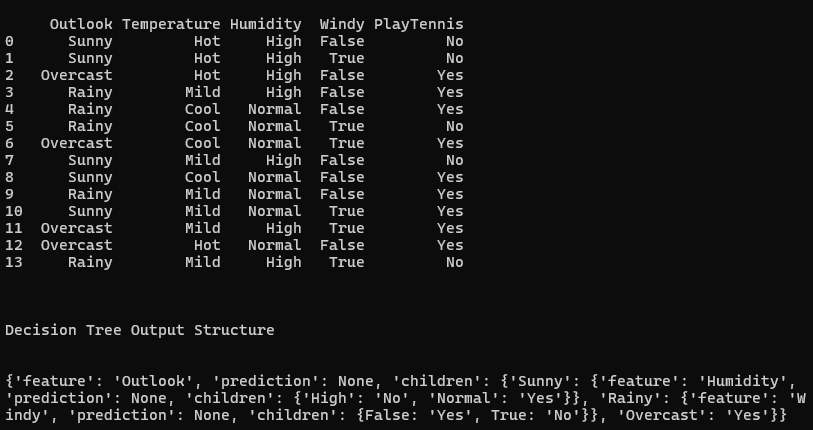 Outlook Temperature Humidity Windy PlayTennis
0 Sunny Hot High False No
1 Sunny Hot High True No
2 Overcast Hot High False Yes
3 Rainy Mild High False Yes
4 Rainy Cool Normal False Yes
5 Rainy Cool Normal True No
6 Overcast Cool Normal True Yes
7 Sunny Mild High False No
8 Sunny Cool Normal False Yes
9 Rainy Mild Normal False Yes
10 Sunny Mild Normal True Yes
11 Overcast Mild High True Yes
12 Overcast Hot Normal False Yes
13 Rainy Mild High True No
Decision Tree Output Structure
{'feature': 'Outlook', 'prediction': None, 'children': {'Sunny': {'feature': 'Humidity',
'prediction': None, 'children': {'High': 'No', 'Normal': 'Yes'}}, 'Rainy': {'feature': 'W
indy', 'prediction': None, 'children': {False: 'Yes', True: 'No'}}, 'Overcast': 'Yes'}}